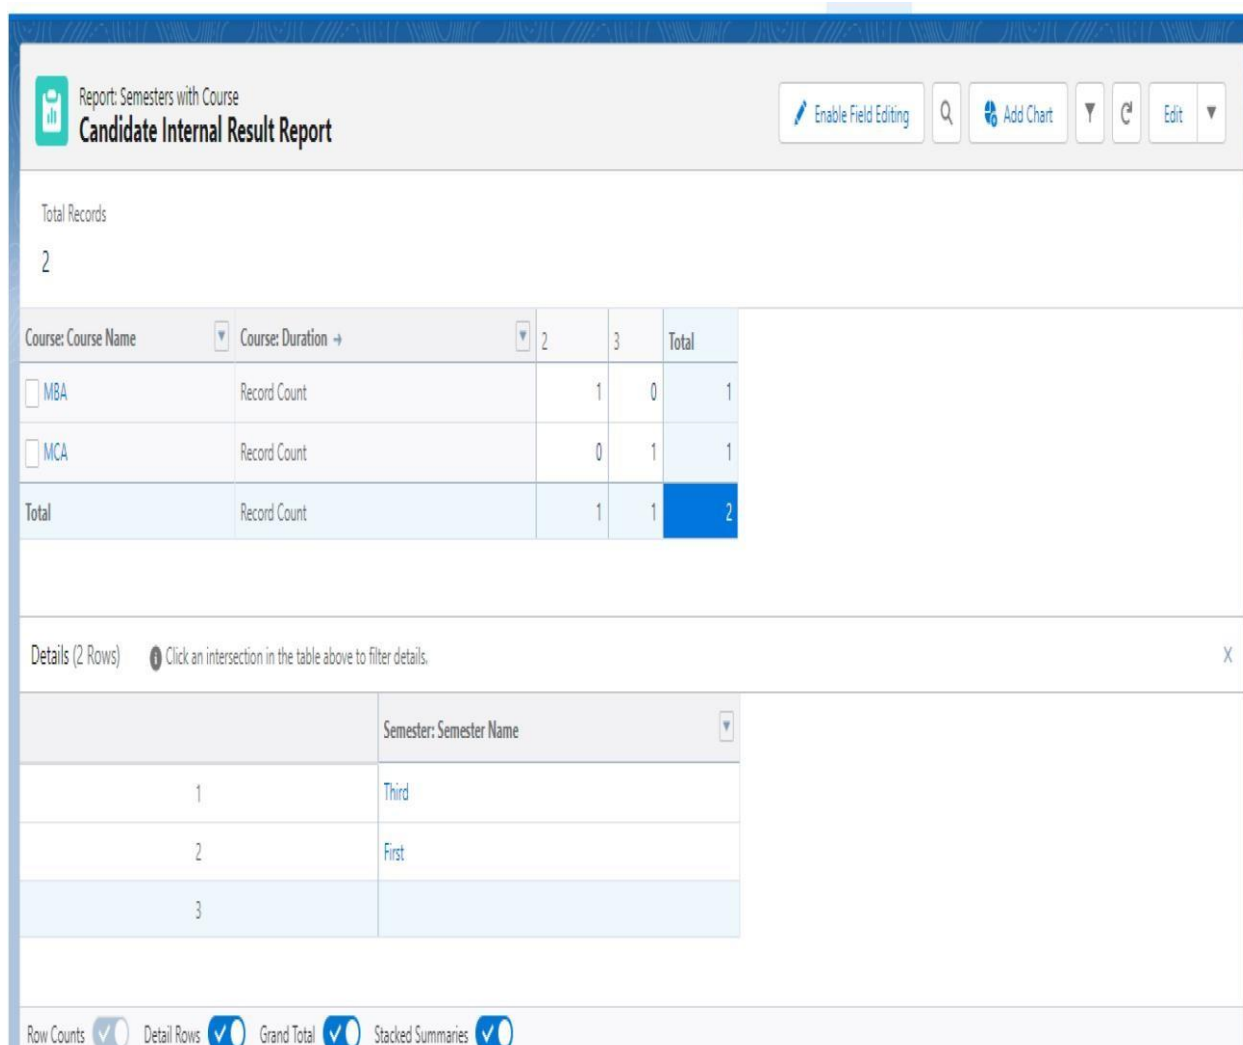 Report: Semesters with Course
Candidate Internal Result Report
Enable Field Editing
Add Chart
Edit
Total Records
2
Course: Course Name Course: Duration → 2 3 Total
MBA Record Count 1 0 1
MCA Record Count 0 1 1
Total Record Count 1 1 2
Details (2 Rows) Click an intersection in the table above to filter details.
X
Semester: Semester Name
1 Third
2 First
3
Row Counts Detail Rows Grand Total Stacked Summaries